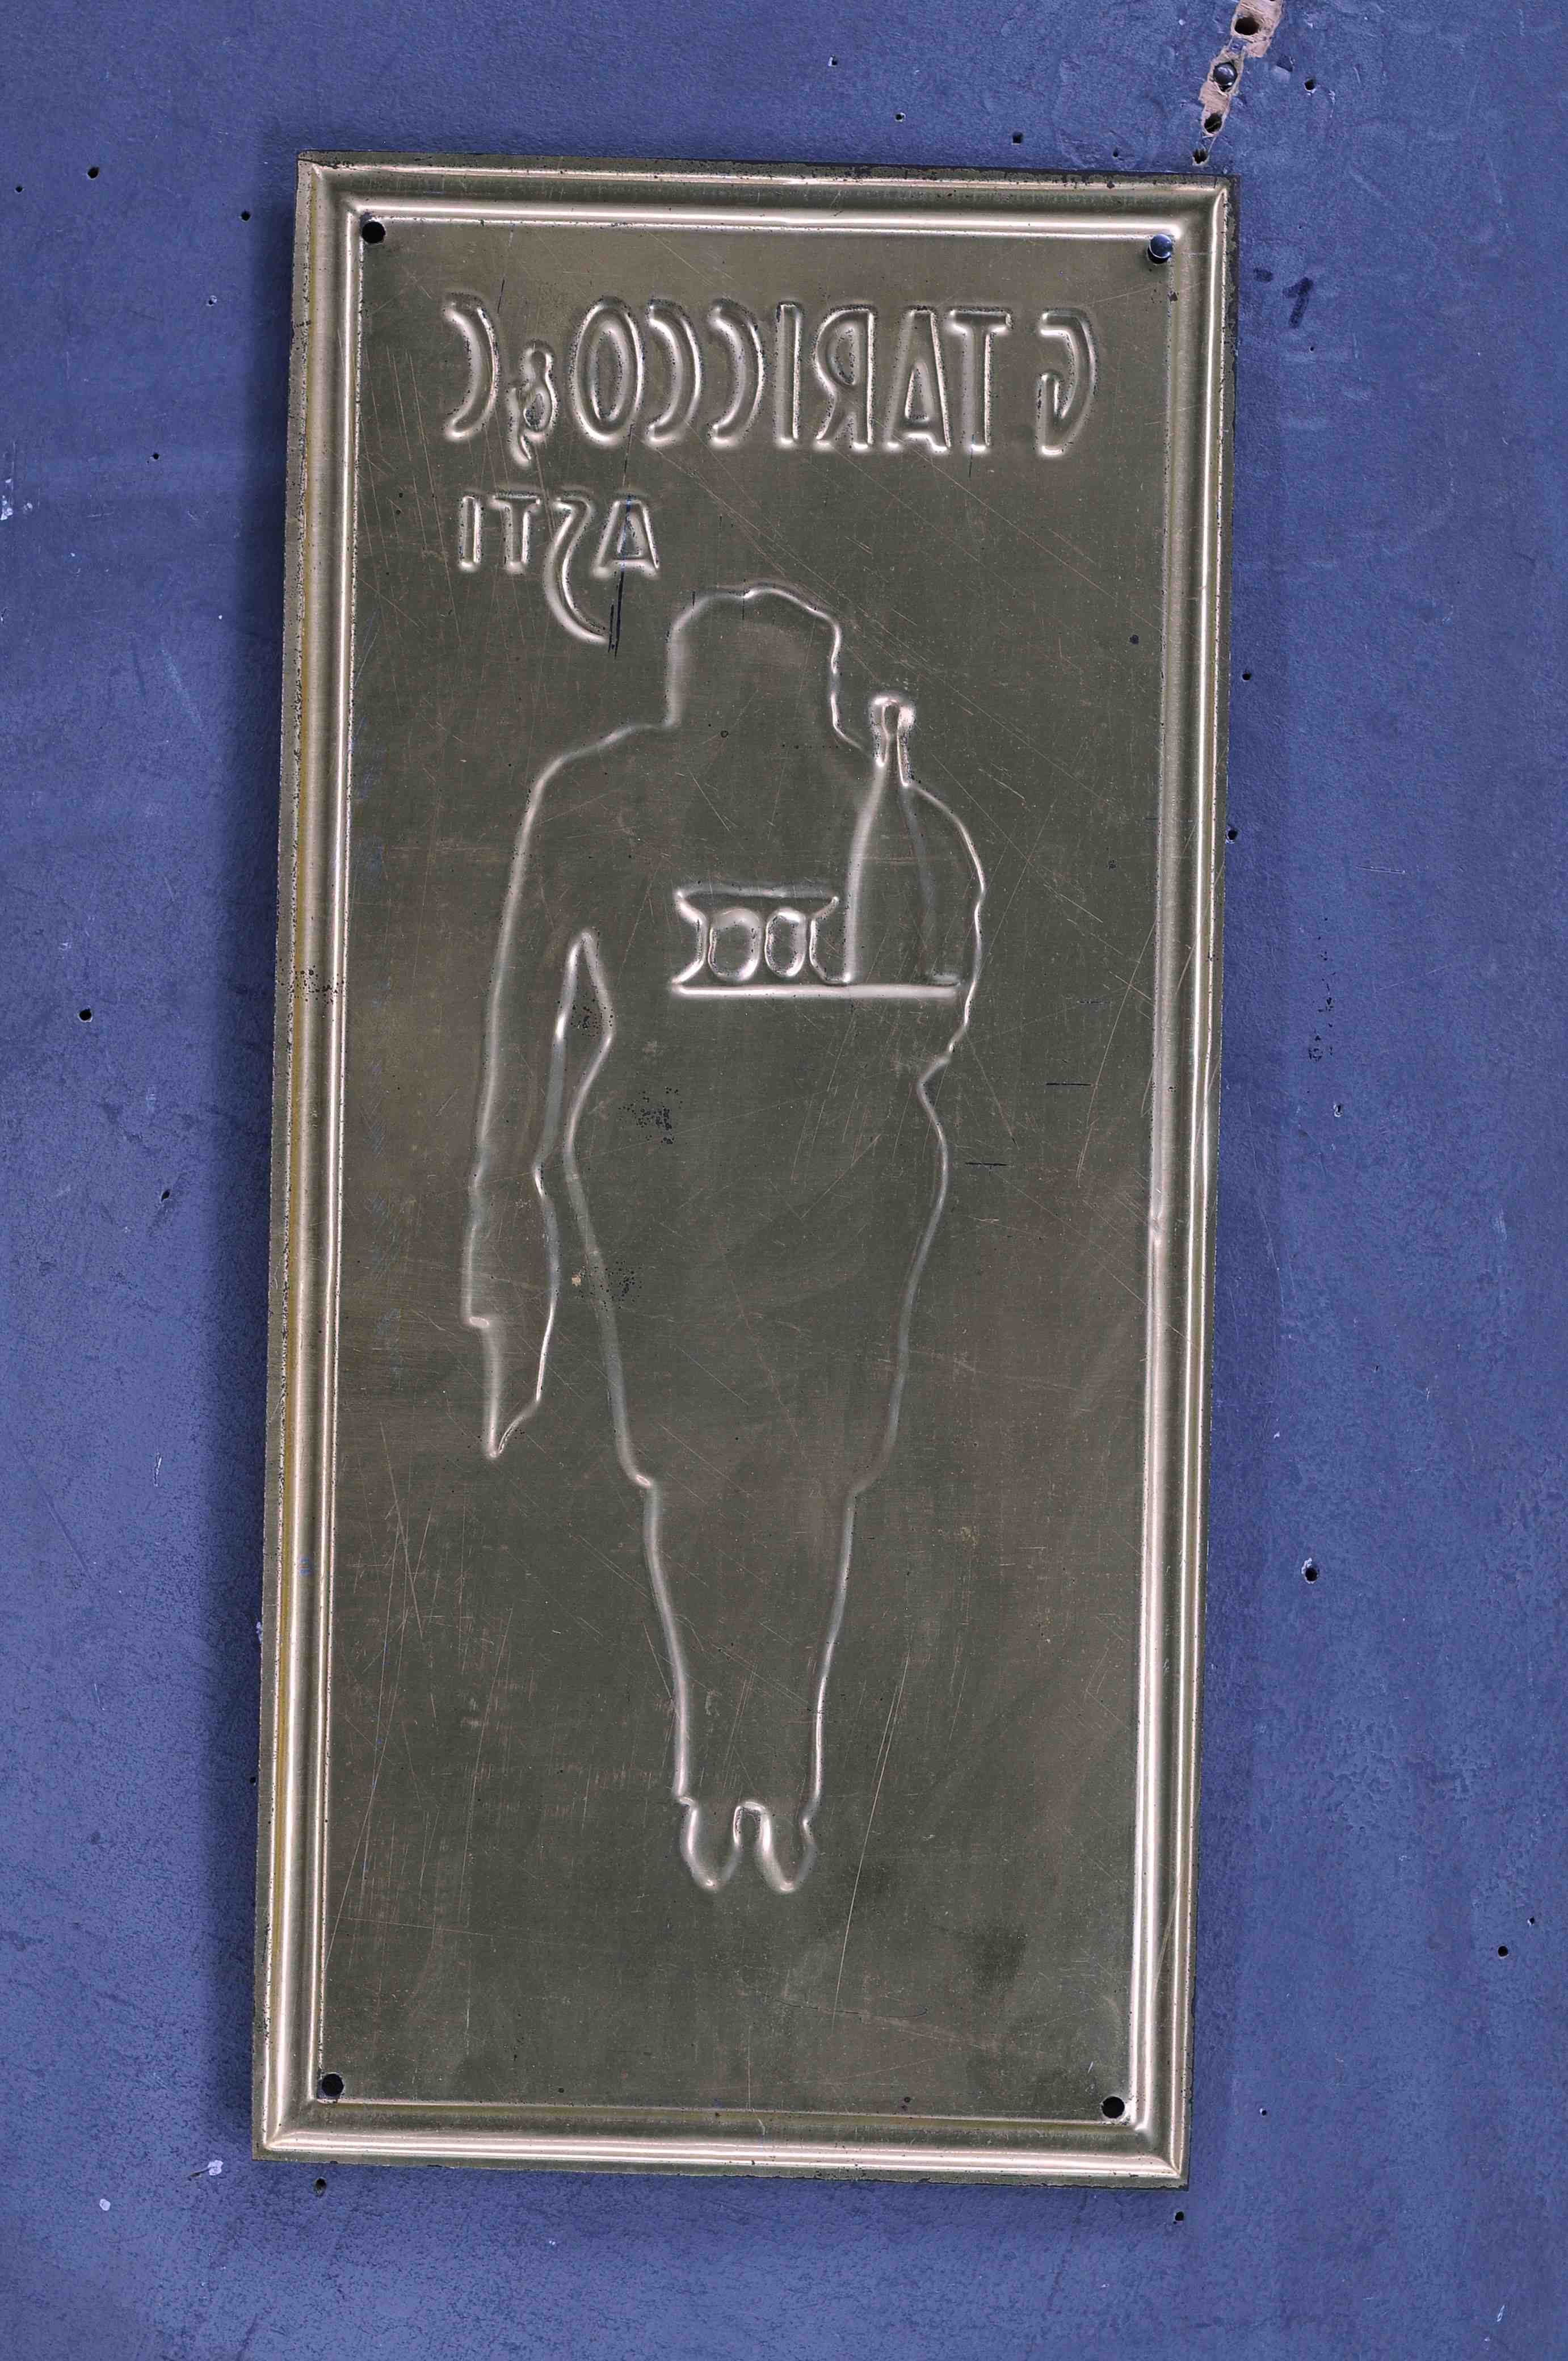 G TARICCO & C
ASTI